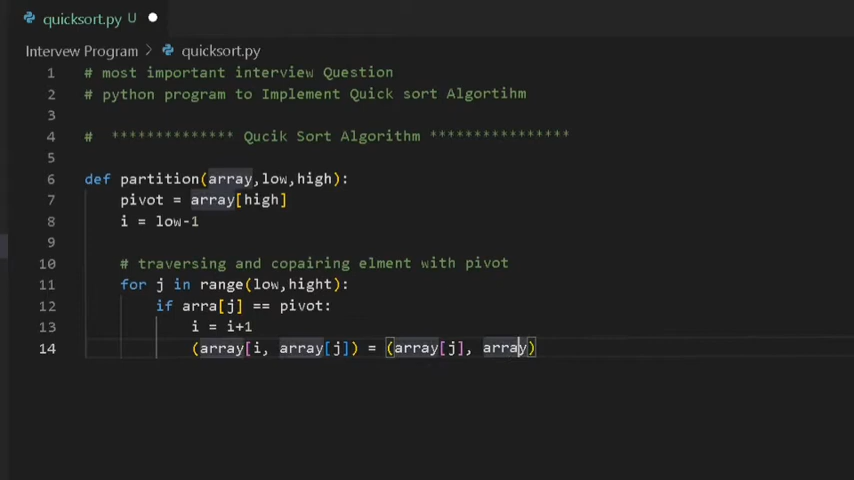 quicksort.py U
Intervew Program > quicksort.py
1 # most important interview Question
2 # python program to Implement Quick sort Algortihm
3
4 # ************** Qucik Sort Algorithm ****************
5
6 def partition(array,low,high):
7 pivot = array[high]
8 i = low-1
9
10 # traversing and copairing elment with pivot
11 for j in range(low,hight):
12 if arra[j] == pivot:
13 i = i+1
14 (array[i, array[j]) = (array[j], array)